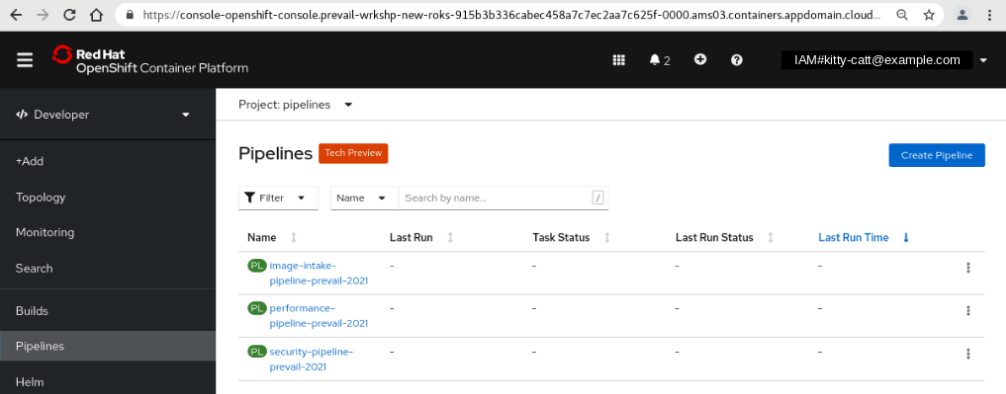 https://console-openshift-console.prevail-wrkshp-new-roks-915b3b336cabec458a7c7ec2aa7c625f-0000.ams03.containers.appdomain.cloud...
Red Hat
OpenShift Container Platform
2
IAM#kitty-catt@example.com
Developer
Project: pipelines
+Add
Topology
Monitoring
Search
Builds
Pipelines
Helm
Pipelines Tech Preview
Create Pipeline
Filter Name Search by name... /
Name Last Run Task Status Last Run Status Last Run Time
PL image-intake- - - - -
pipeline-prevail-2021
PL performance- - - - -
pipeline-prevail-2021
PL security-pipeline- - - - -
prevail-2021